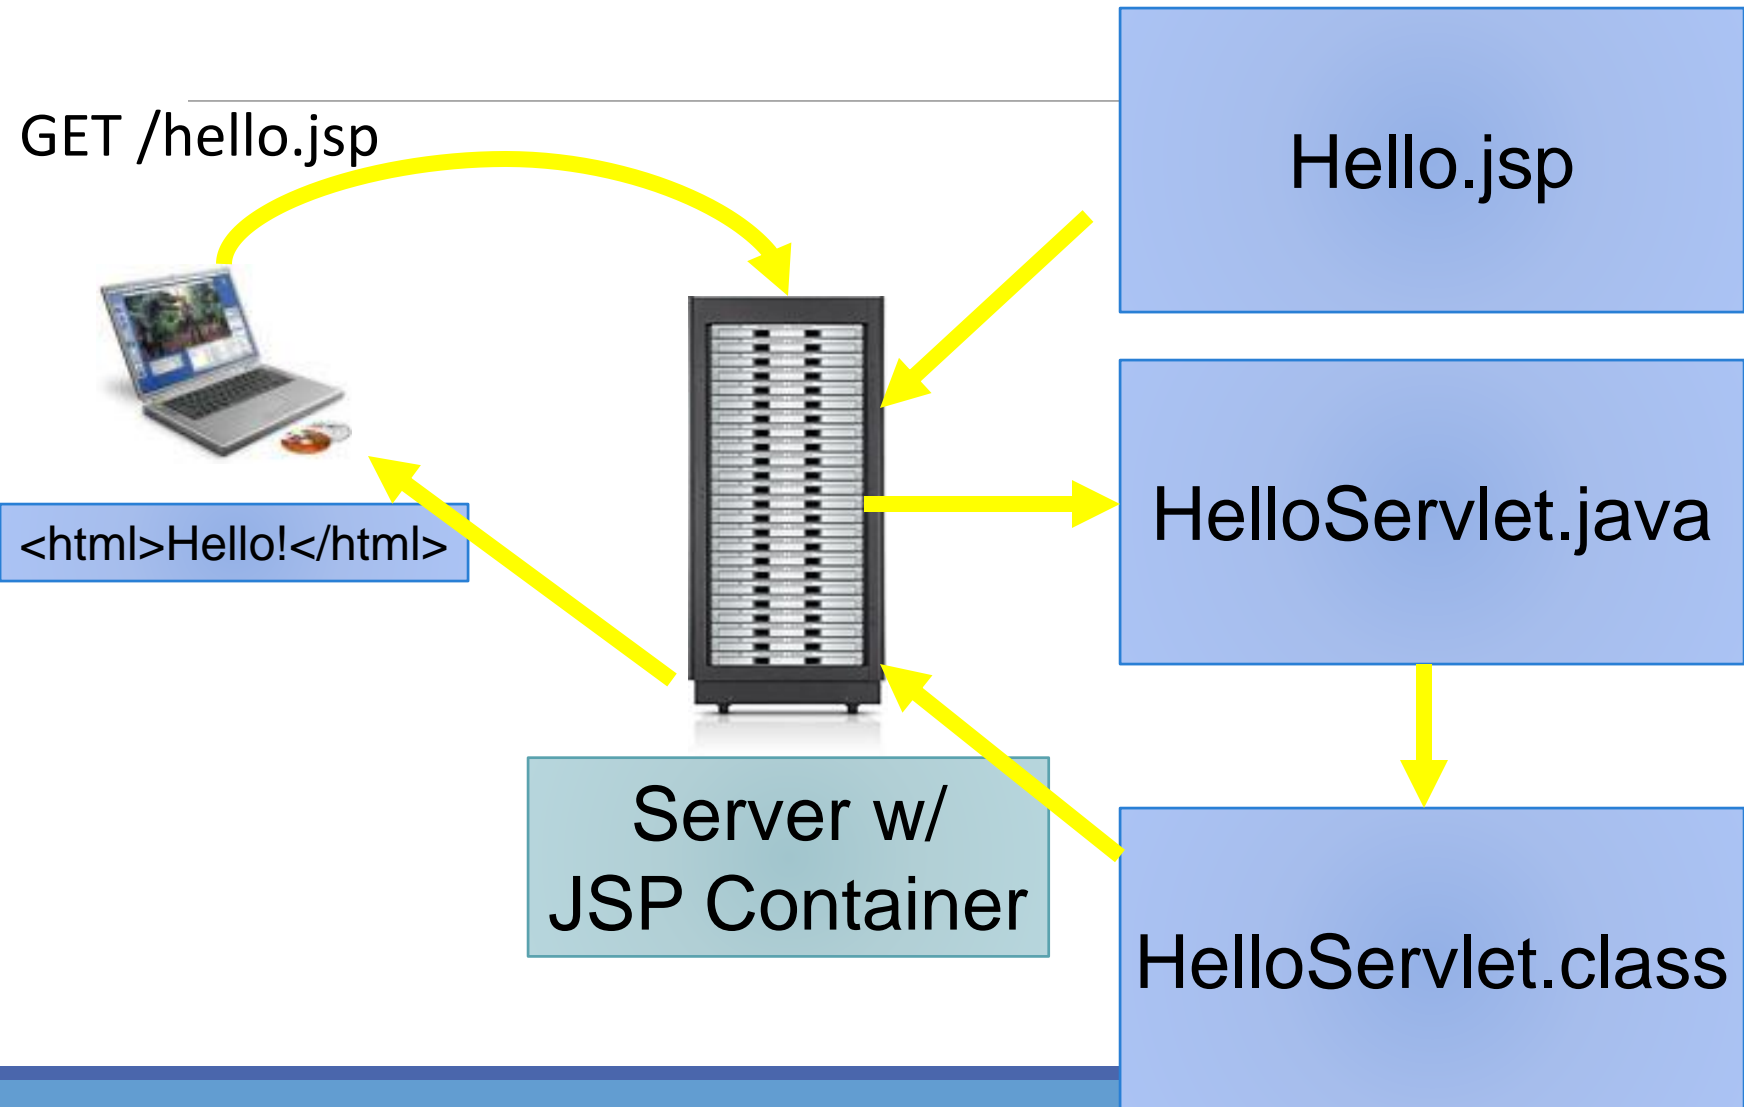 GET /hello.jsp
Hello.jsp
<html>Hello!</html>
HelloServlet.java
Server w/
JSP Container
HelloServlet.class